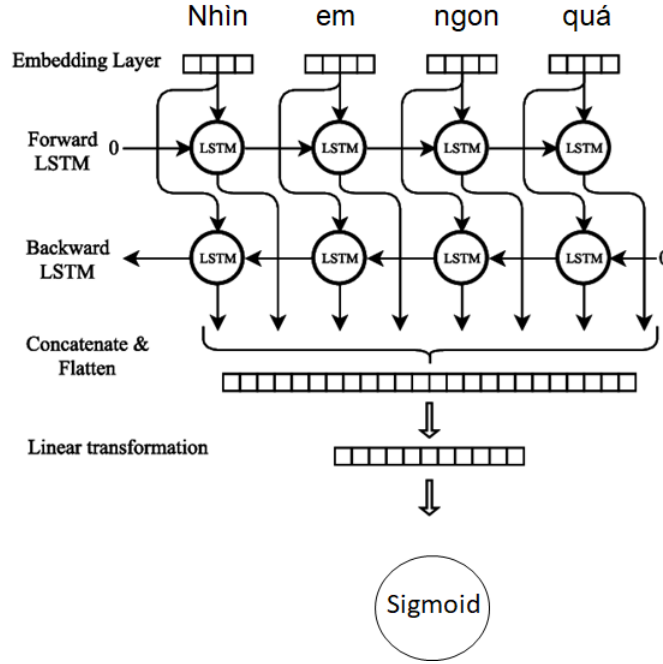 Nhìn em ngon quá
Embedding Layer
Forward
LSTM
0
LSTM LSTM LSTM LSTM
Backward
LSTM
LSTM LSTM LSTM LSTM
0
Concatenate &
Flatten
Linear transformation
Sigmoid